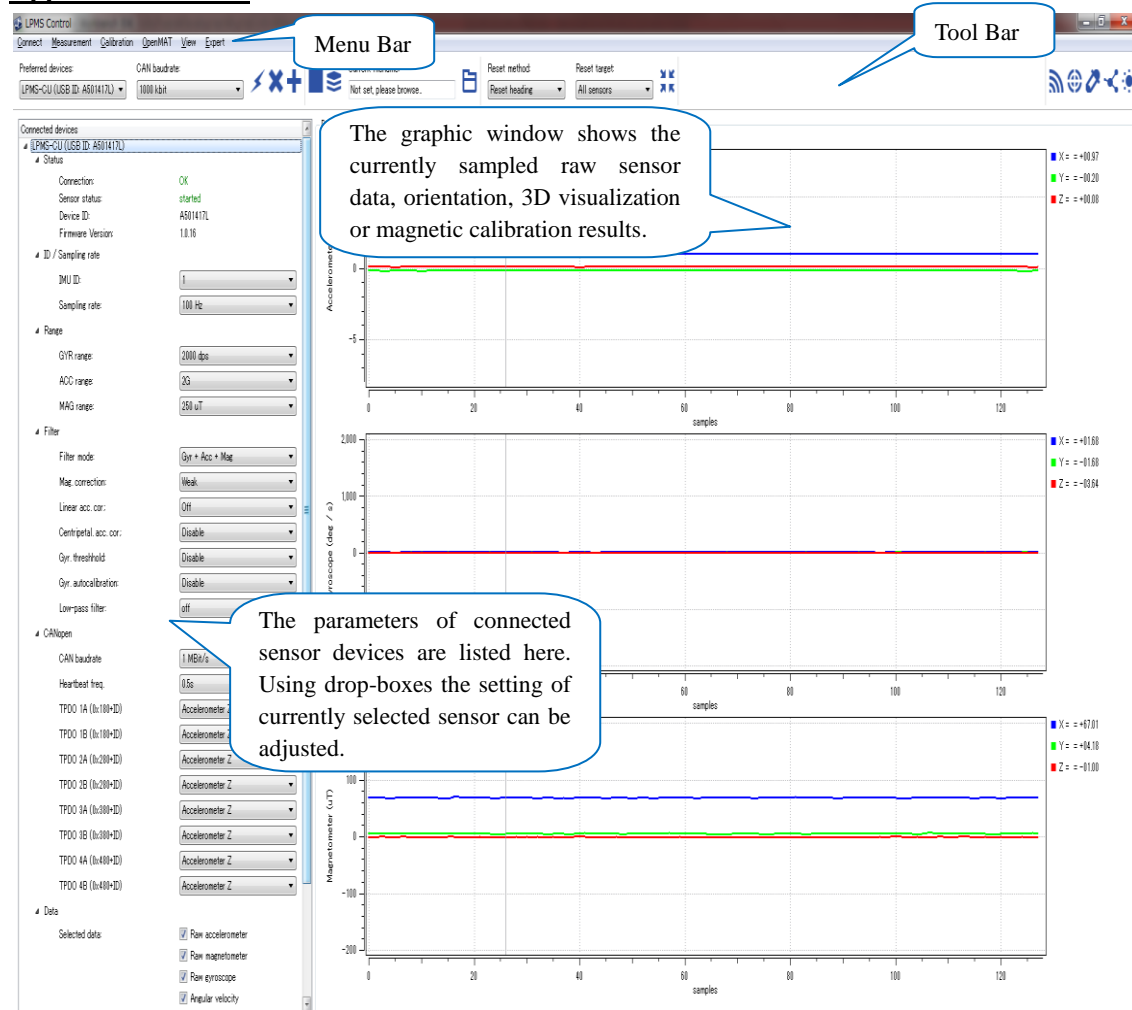 LPMS Control
Connect Measurement Calibration OpenMAT View Expert
Menu Bar
Tool Bar
Preferred devices:
CAN baudrate:
Reset method:
Reset target:
LPMS-CU (USB ID: A501417L)
1000 kbit
Not set, please browse..
Reset heading
All sensors
Connected devices
LPMS-CU (USB ID: A501417L)
Status
Connection: OK
Sensor status: started
Device ID: A501417L
Firmware Version: 1.0.16
ID / Sampling rate
IMU ID: 1
Sampling rate: 100 Hz
Range
GYR range: 2000 dps
ACC range: 2G
MAG range: 250 uT
Filter
Filter mode: Gyr + Acc + Mag
Mag. correction: Weak
Linear acc. cor.: Off
Centripetal. acc. cor.: Disable
Gyr. threshhold: Disable
Gyr. autocalibration: Disable
Low-pass filter: off
CANopen
CAN baudrate 1 MBit/s
Heartbeat freq. 0.5s
TPDO 1A (0x180+ID) Accelerometer Z
TPDO 1B (0x180+ID) Accelerometer Z
TPDO 2A (0x280+ID) Accelerometer Z
TPDO 2B (0x280+ID) Accelerometer Z
TPDO 3A (0x380+ID) Accelerometer Z
TPDO 3B (0x380+ID) Accelerometer Z
TPDO 4A (0x480+ID) Accelerometer Z
TPDO 4B (0x480+ID) Accelerometer Z
Data
Selected data: Raw accelerometer
Raw magnetometer
Raw gyroscope
Angular velocity
The graphic window shows the
currently sampled raw sensor
data, orientation, 3D visualization
or magnetic calibration results.
The parameters of connected
sensor devices are listed here.
Using drop-boxes the setting of
currently selected sensor can be
adjusted.
X = = +00.97
Y = = -00.20
Z = = +00.08
0
-5
0 20 40 60 80 100 120
samples
2,000
1,000
0
(deg / s)
X = = +01.68
Y = = -01.68
Z = = -03.64
60 80 100 120
samples
X = = +67.01
Y = = +04.18
Z = = -01.00
100
0
-100
-200
Magnetometer (uT)
0 20 40 60 80 100 120
samples